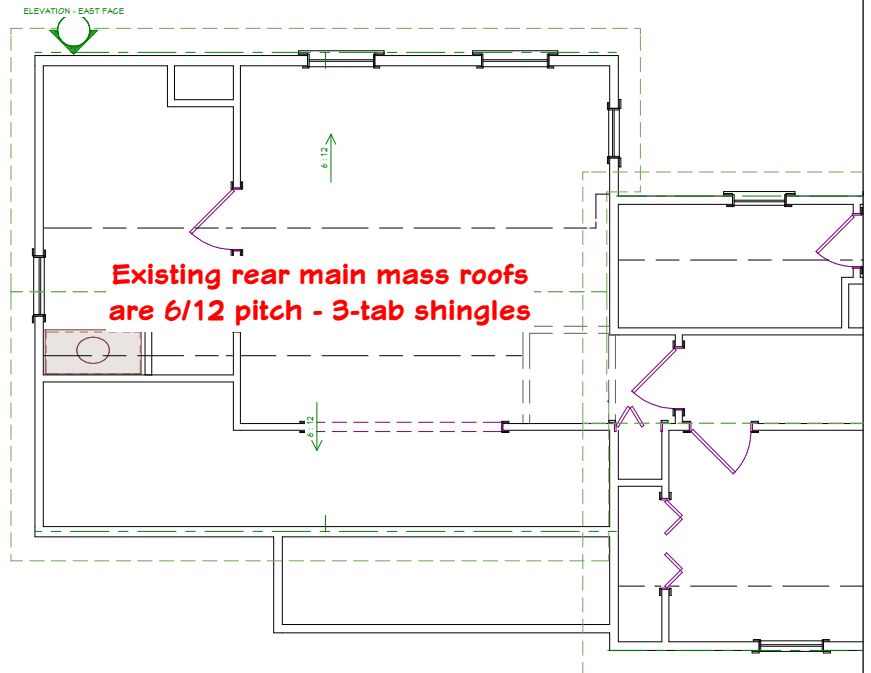 ELEVATION - EAST FACE
6 : 12
Existing rear main mass roofs
are 6/12 pitch - 3-tab shingles
6 : 12